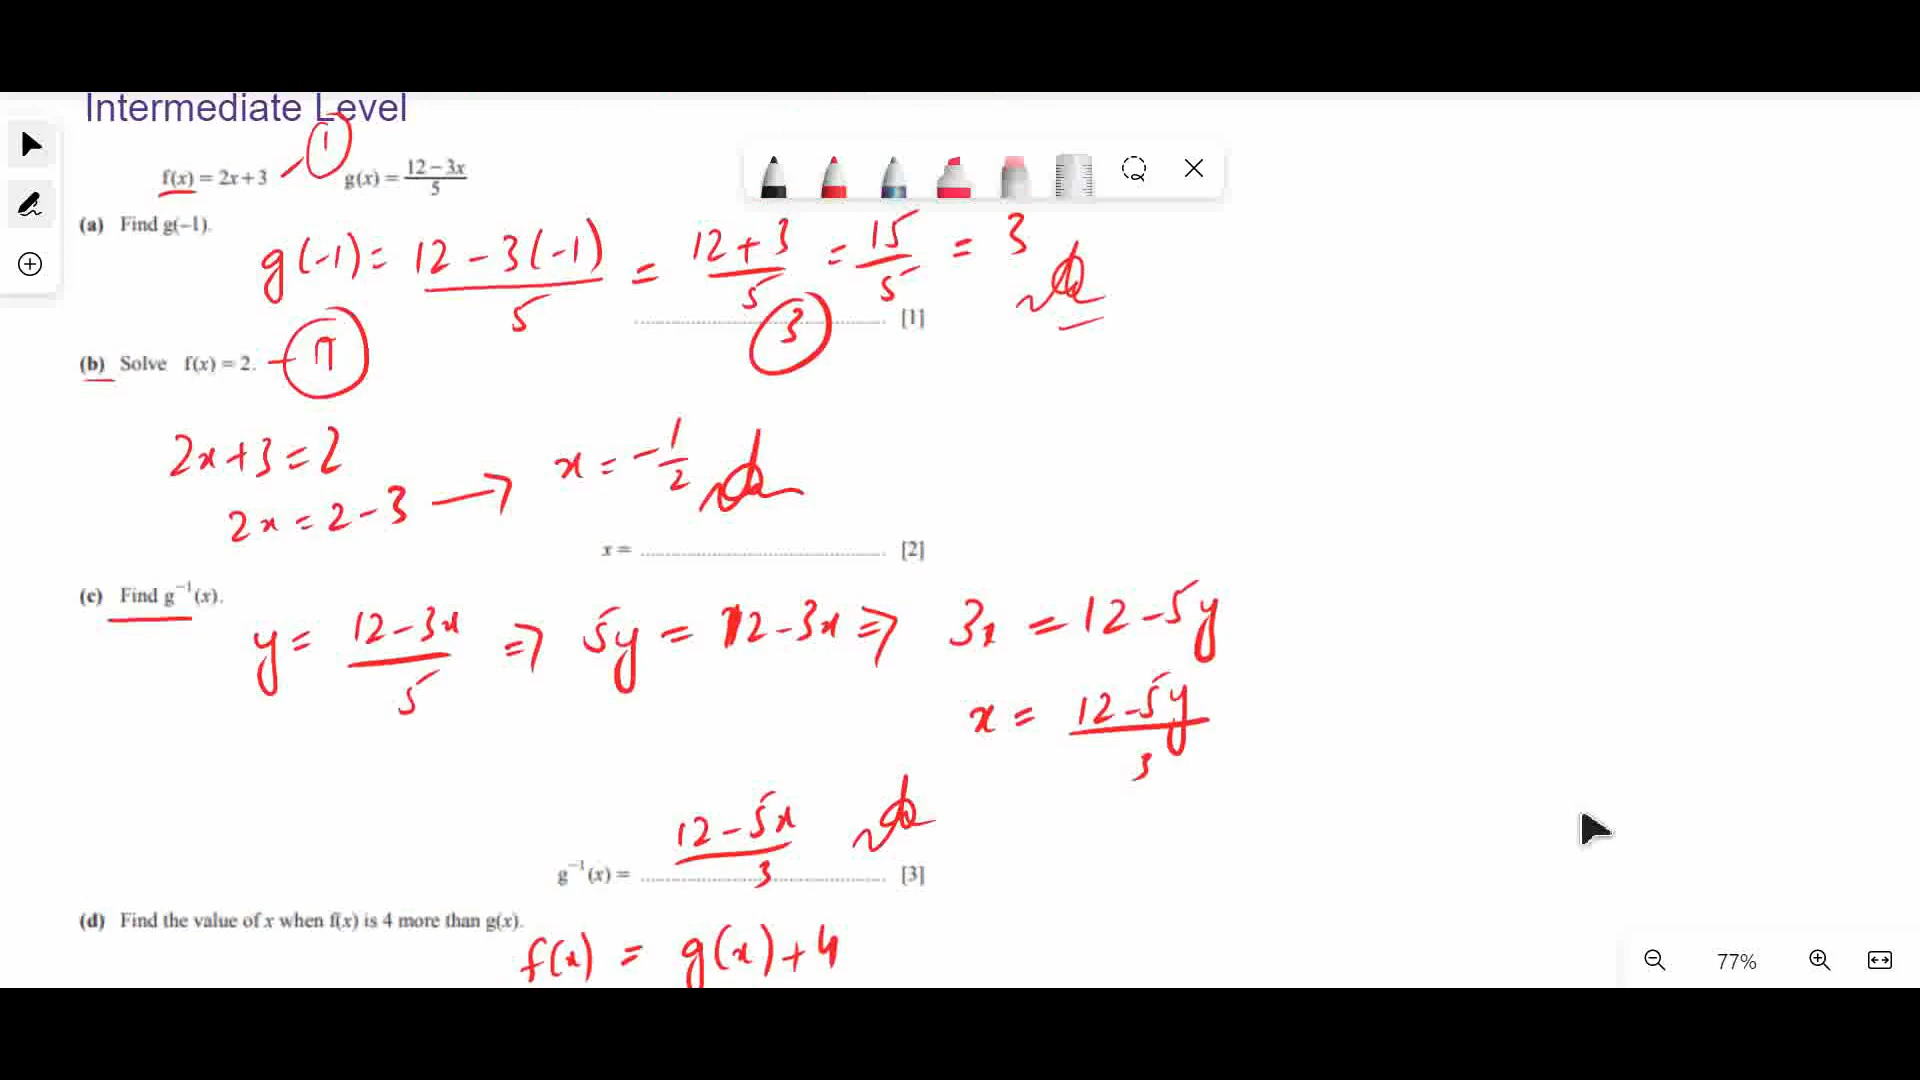 Intermediate Level
f(x) = 2x+3 — 1 g(x) = (12 − 3x)/5
(a) Find g(−1).
g(-1) = (12 - 3(-1))/5 = (12 + 3)/5 = 15/5 = 3
3 [1]
(b) Solve f(x) = 2. — II
2x + 3 = 2
2x = 2 - 3 → x = -1/2
x = [2]
(c) Find g⁻¹(x).
y = (12 - 3x)/5 ⇒ 5y = 12 - 3x ⇒ 3x = 12 - 5y
x = (12 - 5y)/3
g⁻¹(x) = (12 - 5x)/3 [3]
(d) Find the value of x when f(x) is 4 more than g(x).
f(x) = g(x) + 4
77%